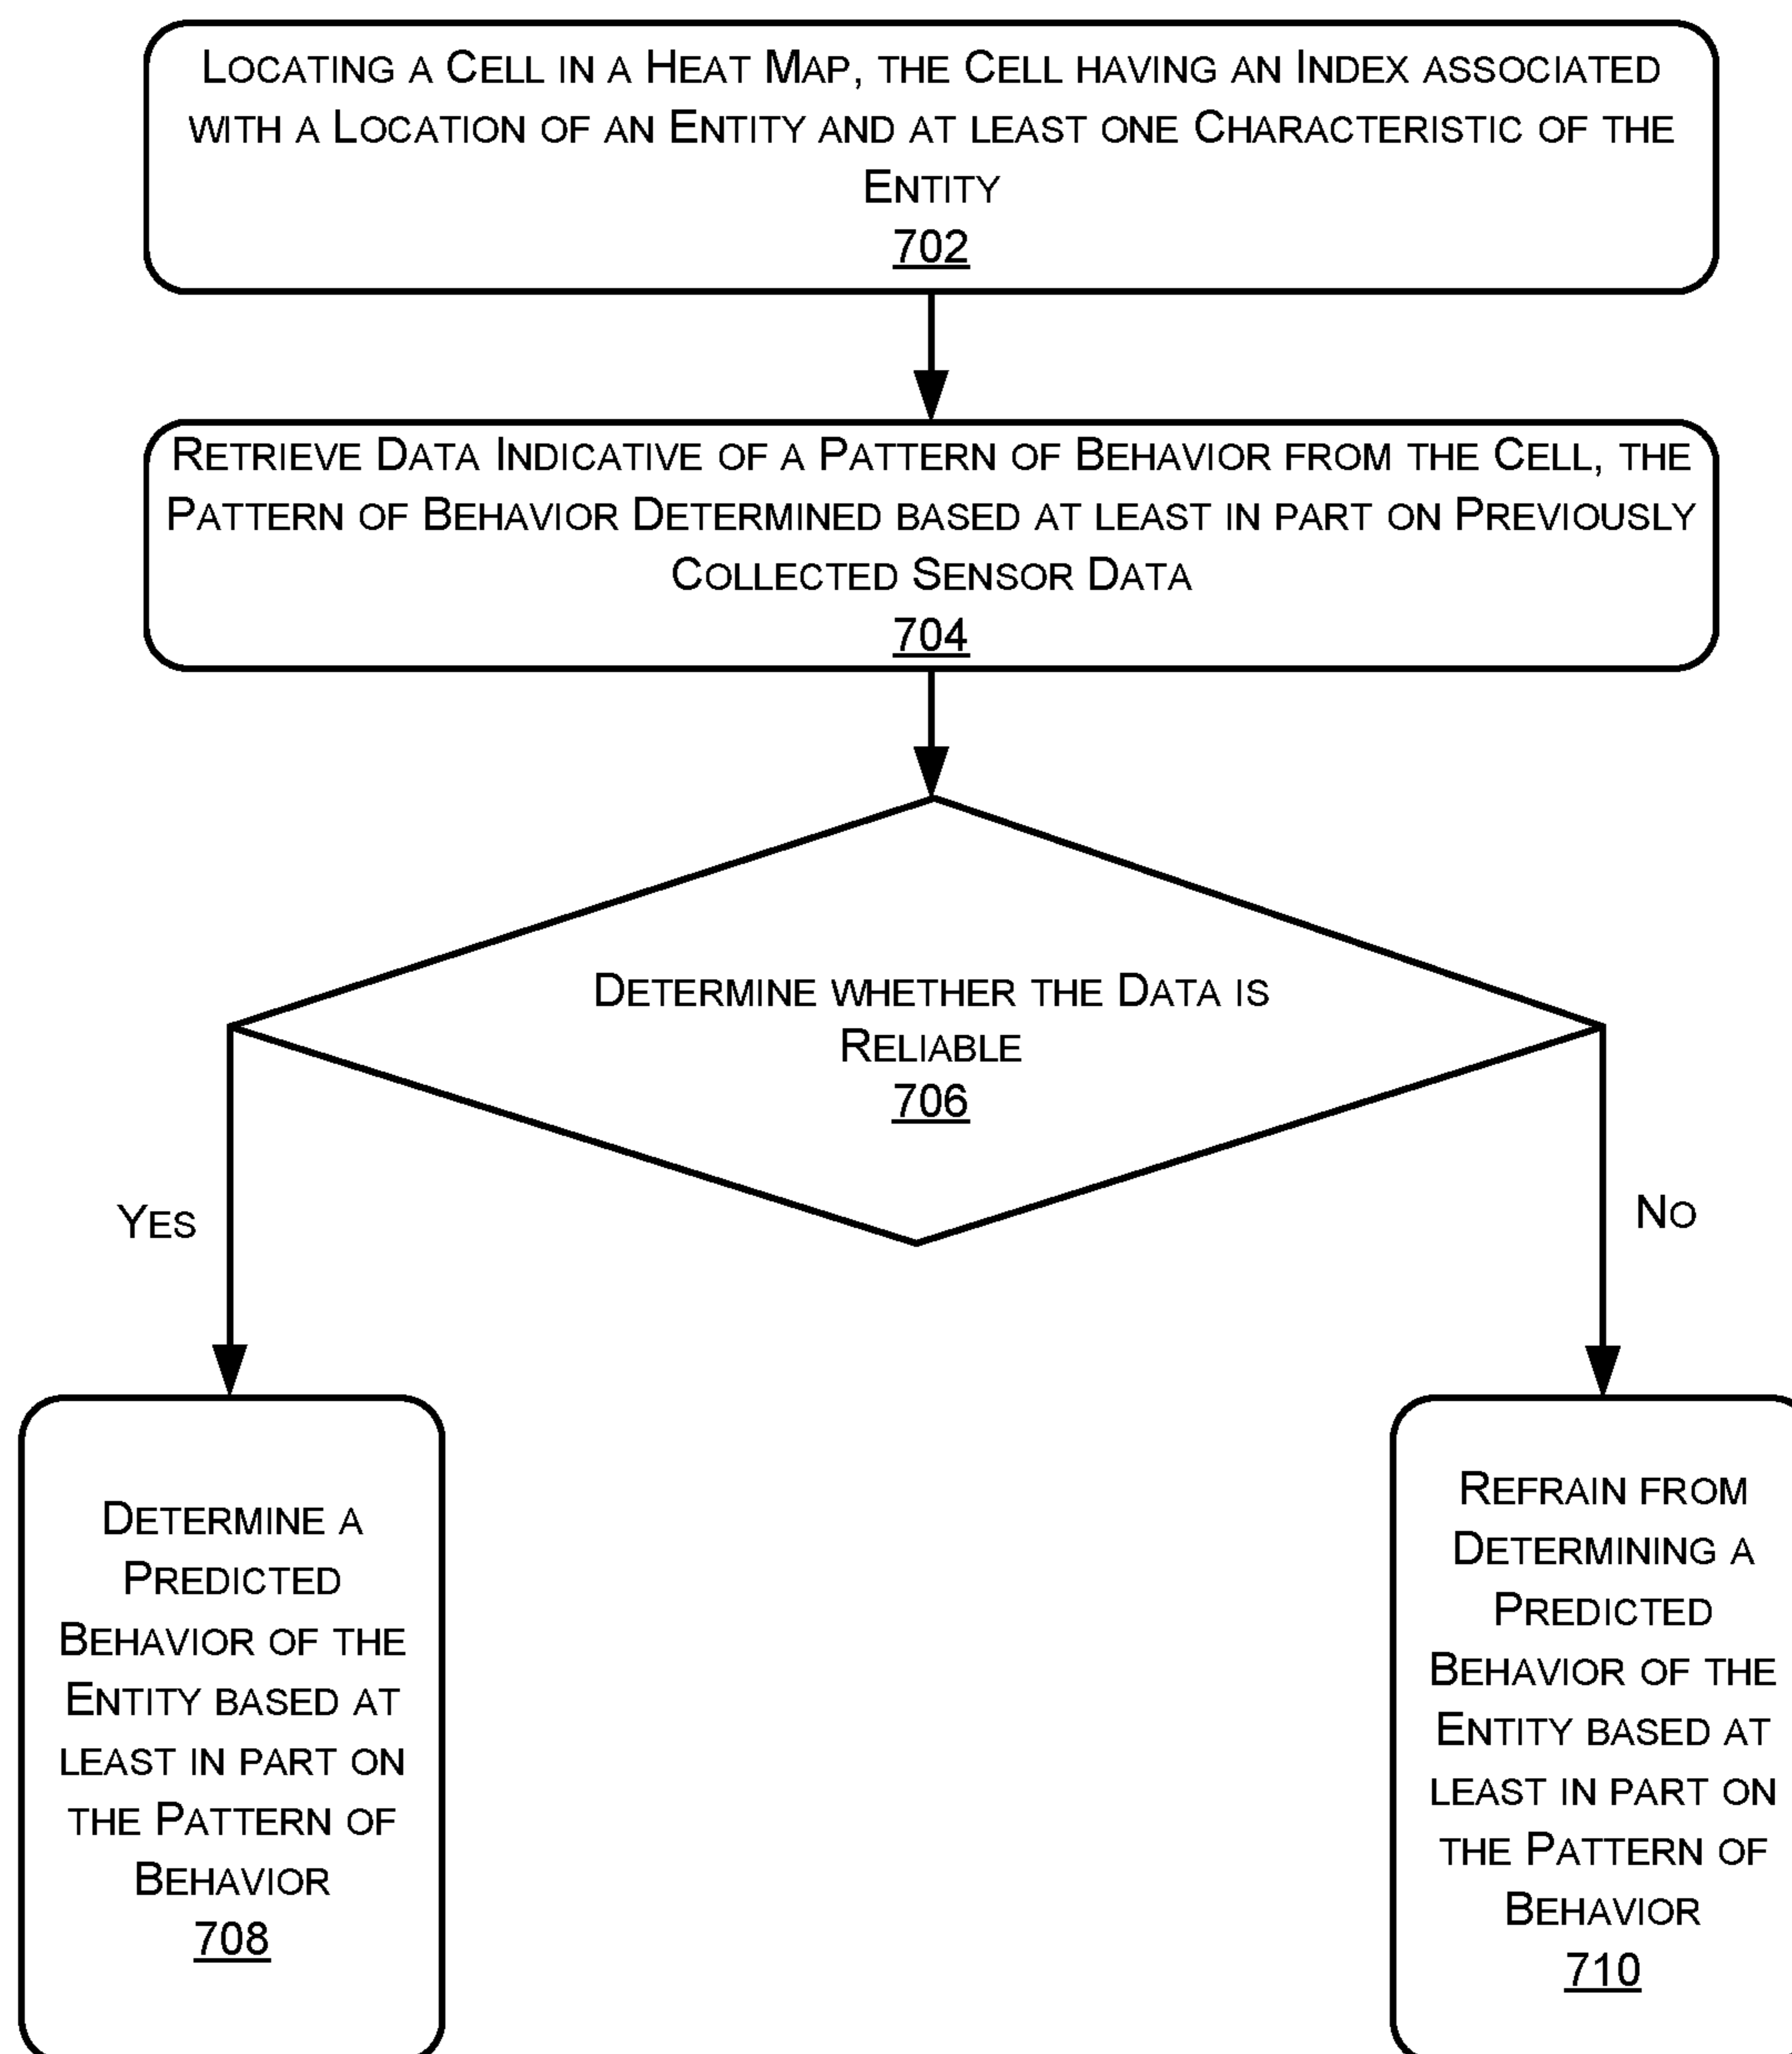 Locating a Cell in a Heat Map, the Cell having an Index associated
with a Location of an Entity and at least one Characteristic of the
Entity
702
Retrieve Data Indicative of a Pattern of Behavior from the Cell, the
Pattern of Behavior Determined based at least in part on Previously
Collected Sensor Data
704
Determine whether the Data is
Reliable
706
Yes
No
Determine a
Predicted
Behavior of the
Entity based at
least in part on
the Pattern of
Behavior
708
Refrain from
Determining a
Predicted
Behavior of the
Entity based at
least in part on
the Pattern of
Behavior
710